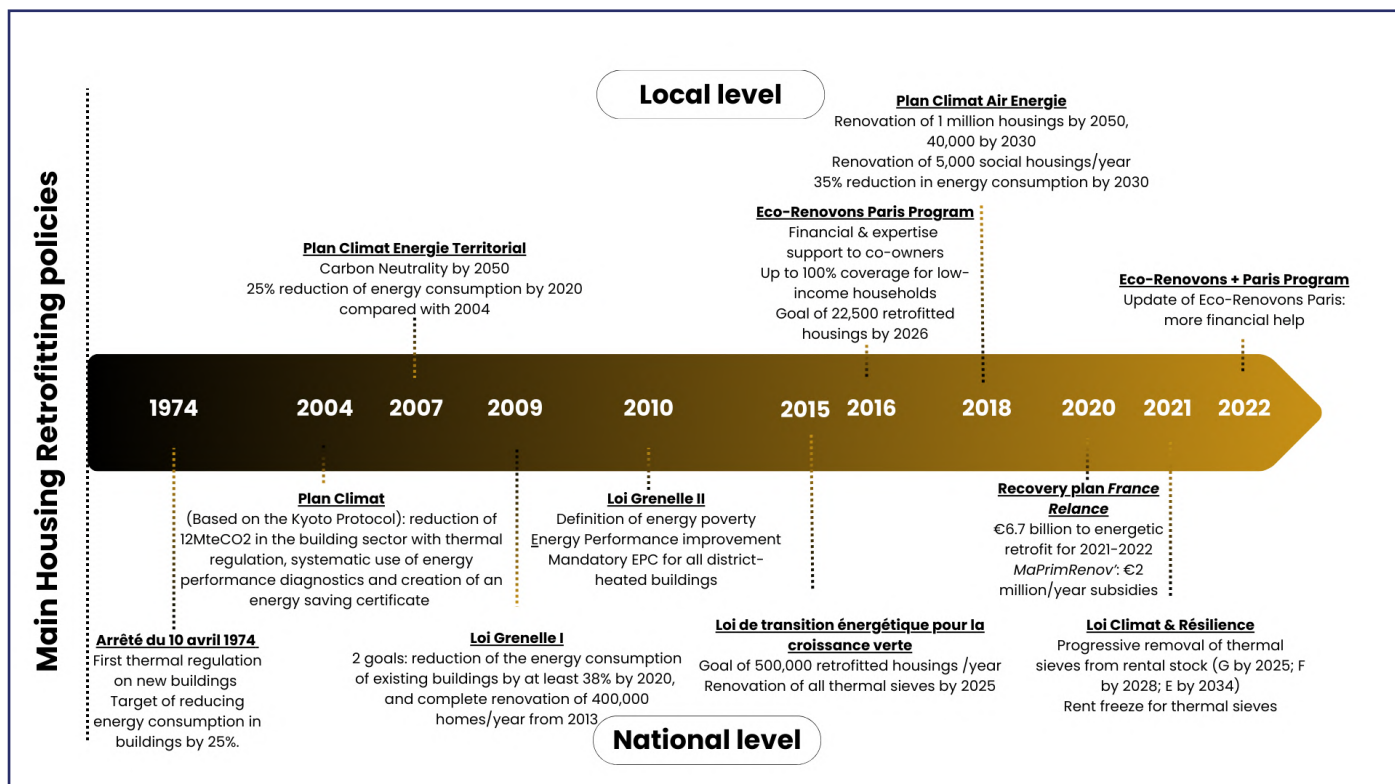 Main Housing Retrofitting policies
Local level
Plan Climat Air Energie
Renovation of 1 million housings by 2050,
40,000 by 2030
Renovation of 5,000 social housings/year
35% reduction in energy consumption by 2030
Eco-Renovons Paris Program
Financial & expertise
support to co-owners
Up to 100% coverage for low-
income households
Goal of 22,500 retrofitted
housings by 2026
Plan Climat Energie Territorial
Carbon Neutrality by 2050
25% reduction of energy consumption by 2020
compared with 2004
Eco-Renovons + Paris Program
Update of Eco-Renovons Paris:
more financial help
1974 2004 2007 2009 2010 2015 2016 2018 2020 2021 2022
Plan Climat
(Based on the Kyoto Protocol): reduction of
12MteCO2 in the building sector with thermal
regulation, systematic use of energy
performance diagnostics and creation of an
energy saving certificate
Loi Grenelle II
Definition of energy poverty
Energy Performance improvement
Mandatory EPC for all district-
heated buildings
Recovery plan France
Relance
€6.7 billion to energetic
retrofit for 2021-2022
MaPrimRenov’: €2
million/year subsidies
Arrêté du 10 avril 1974
First thermal regulation
on new buildings
Target of reducing
energy consumption in
buildings by 25%.
Loi Grenelle I
2 goals: reduction of the energy consumption
of existing buildings by at least 38% by 2020,
and complete renovation of 400,000
homes/year from 2013
Loi de transition énergétique pour la
croissance verte
Goal of 500,000 retrofitted housings /year
Renovation of all thermal sieves by 2025
Loi Climat & Résilience
Progressive removal of thermal
sieves from rental stock (G by 2025; F
by 2028; E by 2034)
Rent freeze for thermal sieves
National level